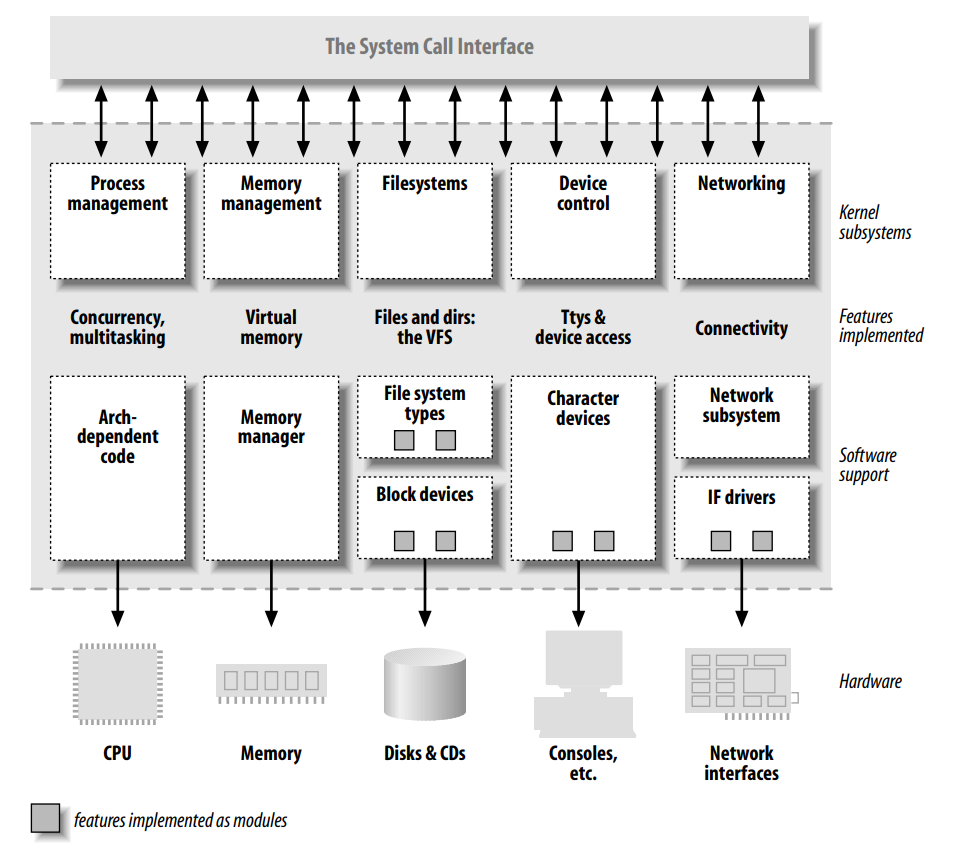 The System Call Interface
Process
management
Memory
management
Filesystems
Device
control
Networking
Kernel
subsystems
Concurrency,
multitasking
Virtual
memory
Files and dirs:
the VFS
Ttys &
device access
Connectivity
Features
implemented
Arch-
dependent
code
Memory
manager
File system
types
Block devices
Character
devices
Network
subsystem
IF drivers
Software
support
Hardware
CPU
Memory
Disks & CDs
Consoles,
etc.
Network
interfaces
features implemented as modules